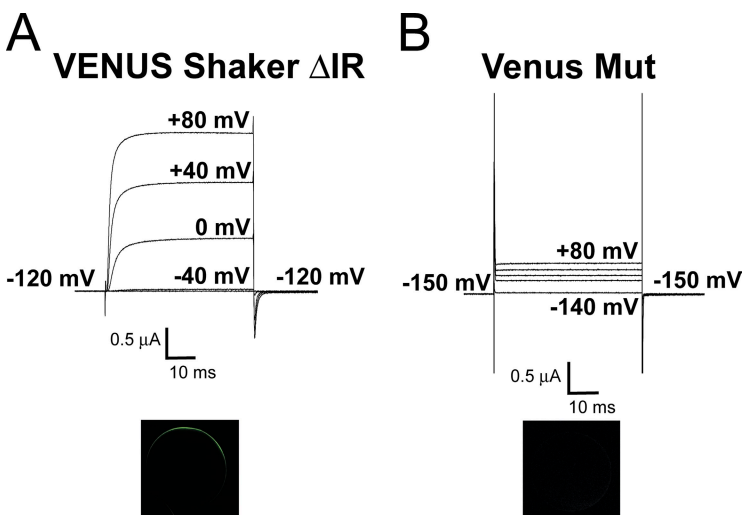 A
VENUS Shaker ΔIR
+80 mV
+40 mV
0 mV
-40 mV
-120 mV
-120 mV
0.5 μA
10 ms
B
Venus Mut
+80 mV
-150 mV
-150 mV
-140 mV
0.5 μA
10 ms